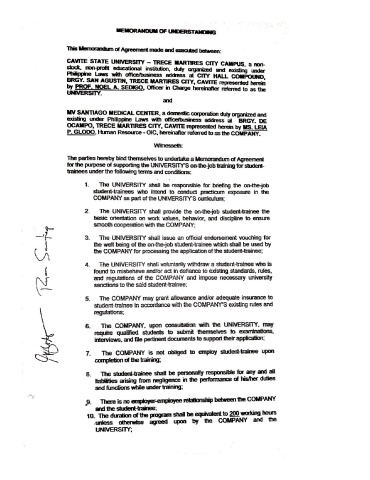 MEMORANDUM OF UNDERSTANDING
This Memorandum of Agreement made and executed between:
CAVITE STATE UNIVERSITY – TRECE MARTIRES CITY CAMPUS, a non-
stock, non-profit educational institution, duly organized and existing under
Philippine Laws with office/business address at CITY HALL COMPOUND,
BRGY. SAN AGUSTIN, TRECE MARTIRES CITY, CAVITE represented herein
by PROF. NOEL A. SEDIGO, Officer in Charge hereinafter referred to as the
UNIVERSITY.
and
MV SANTIAGO MEDICAL CENTER, a domestic corporation duly organized and
existing under Philippine Laws with office/business address at BRGY. DE
OCAMPO, TRECE MARTIRES CITY, CAVITE represented herein by MS. LEIA
P. GLODO, Human Resource - OIC, hereinafter referred to as the COMPANY.
Witnesseth:
The parties hereby bind themselves to undertake a Memorandum of Agreement
for the purpose of supporting the UNIVERSITY'S on-the-job training for student-
trainees under the following terms and conditions:
1. The UNIVERSITY shall be responsible for briefing the on-the-job
student-trainees who intend to conduct practicum exposure in the
COMPANY as part of the UNIVERSITY'S curriculum;
2. The UNIVERSITY shall provide the on-the-job student-trainee the
basic orientation on work values, behavior, and discipline to ensure
smooth cooperation with the COMPANY;
3. The UNIVERSITY shall issue an official endorsement vouching for
the well being of the on-the-job student-trainee which shall be used by
the COMPANY for processing the application of the student-trainee;
4. The UNIVERSITY shall voluntarily withdraw a student-trainee who is
found to misbehave and/or act in defiance to existing standards, rules,
and regulations of the COMPANY and impose necessary university
sanctions to the said student-trainee;
5. The COMPANY may grant allowance and/or adequate insurance to
student-trainee in accordance with the COMPANY'S existing rules and
regulations;
6. The COMPANY, upon consultation with the UNIVERSITY, may
require qualified students to submit themselves to examinations,
interviews, and file pertinent documents to support their application;
7. The COMPANY is not obliged to employ student-trainee upon
completion of the training;
8. The student-trainee shall be personally responsible for any and all
liabilities arising from negligence in the performance of his/her duties
and functions while under training;
9. There is no employer-employee relationship between the COMPANY
and the student-trainee;
10. The duration of the program shall be equivalent to 200 working hours
unless otherwise agreed upon by the COMPANY and the
UNIVERSITY;